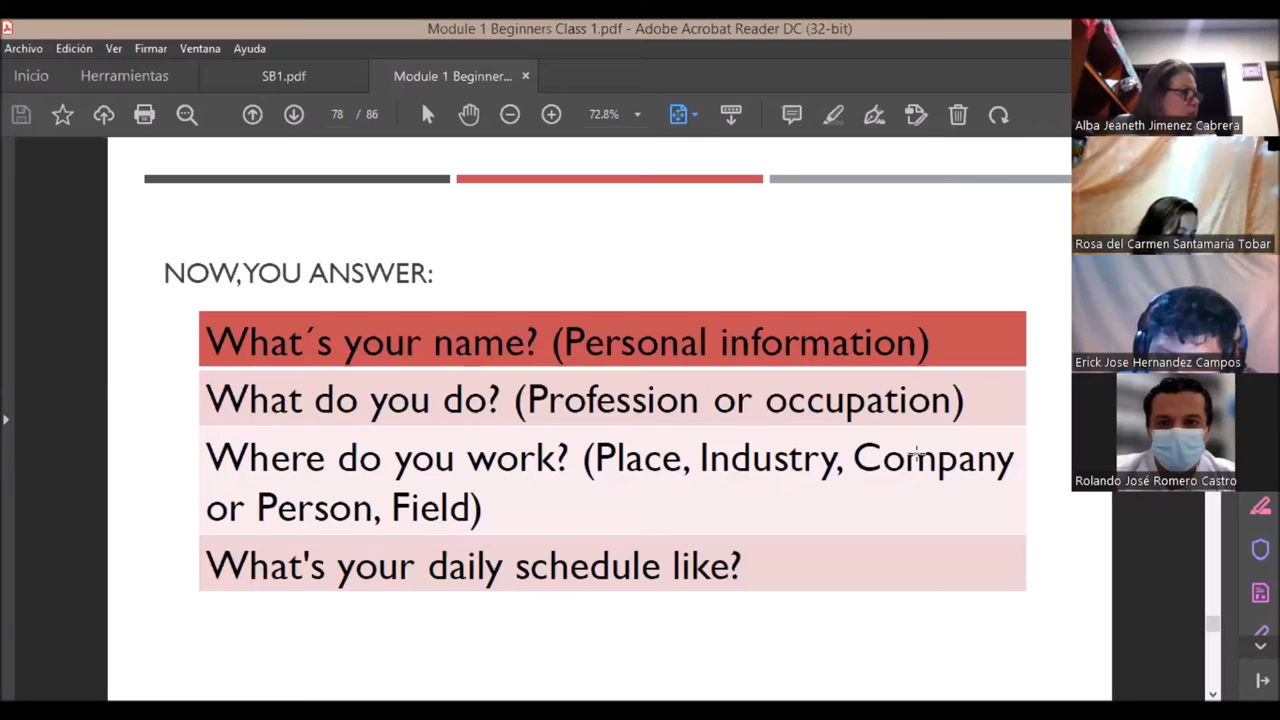 Module 1 Beginners Class 1.pdf - Adobe Acrobat Reader DC (32-bit)
Archivo Edición Ver Firmar Ventana Ayuda
Inicio Herramientas SB1.pdf Module 1 Beginner... ×
78 / 86 72.8%
NOW,YOU ANSWER:
What´s your name? (Personal information)
What do you do? (Profession or occupation)
Where do you work? (Place, Industry, Company
or Person, Field)
What's your daily schedule like?
Alba Jeaneth Jimenez Cabrera
Rosa del Carmen Santamaría Tobar
Erick Jose Hernandez Campos
Rolando José Romero Castro